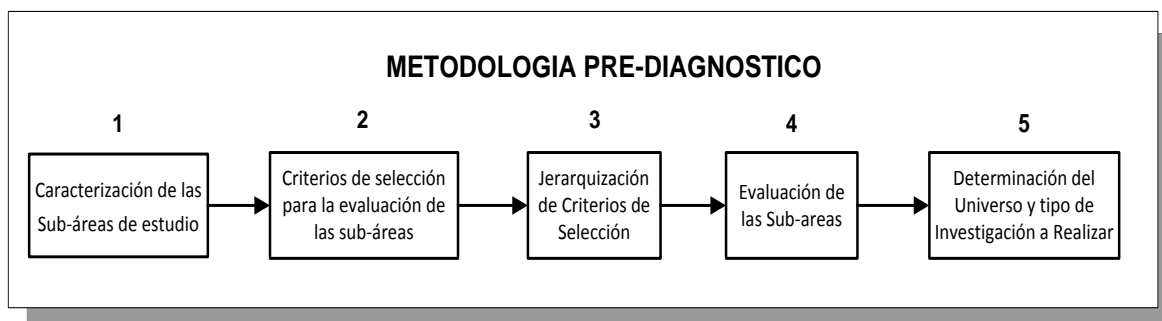 METODOLOGIA PRE-DIAGNOSTICO
1
Caracterización de las
Sub-áreas de estudio
2
Criterios de selección
para la evaluación de
las sub-áreas
3
Jerarquización
de Criterios de
Selección
4
Evaluación de
las Sub-areas
5
Determinación del
Universo y tipo de
Investigación a Realizar